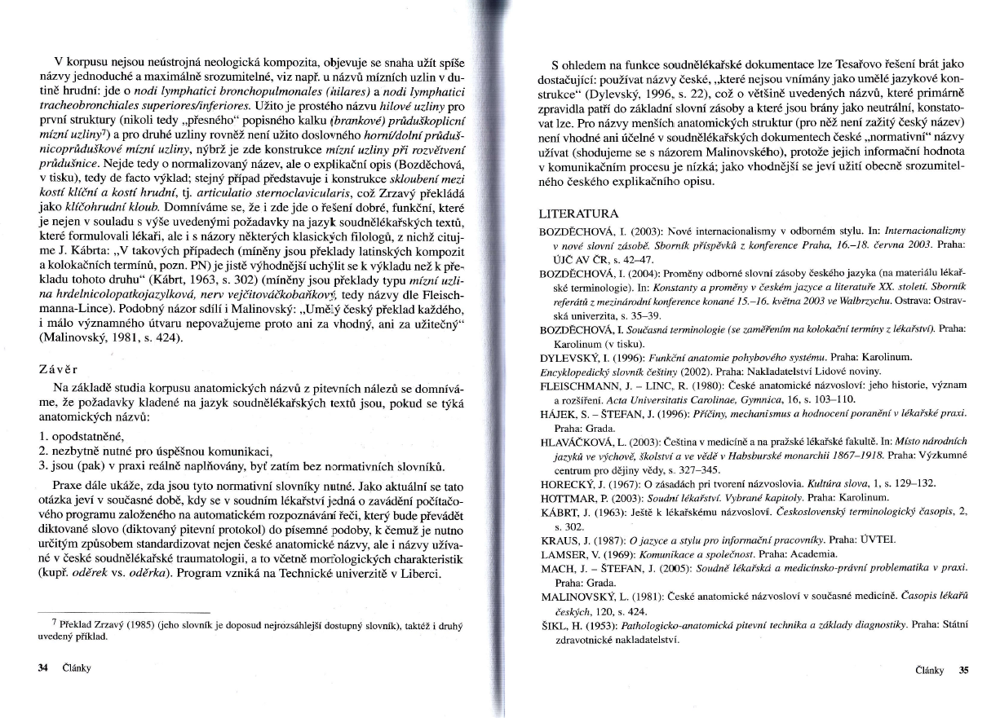 V korpusu nejsou neústrojná neologická kompozita, objevuje se snaha užít spíše
názvy jednoduché a maximálně srozumitelné, viz např. u názvů mízních uzlin v du-
tině hrudní: jde o nodi lymphatici bronchopulmonales (hilares) a nodi lymphatici
tracheobronchiales superiores/inferiores. Užito je prostého názvu hilové uzliny pro
první struktury (nikoli tedy „přesného“ popisného kalku (brankové) průduškoplicní
mízní uzliny7) a pro druhé uzliny rovněž není užito doslovného horní/dolní průduš-
nicoprůduškové mízní uzliny, nýbrž je zde konstrukce mízní uzliny při rozvětvení
průdušnice. Nejde tedy o normalizovaný název, ale o explikační opis (Bozděchová,
v tisku), tedy de facto výklad; stejný případ představuje i konstrukce skloubení mezi
kostí klíční a kostí hrudní, tj. articulatio sternoclavicularis, což Zrzavý překládá
jako klíčohrudní kloub. Domníváme se, že i zde jde o řešení dobré, funkční, které
je nejen v souladu s výše uvedenými požadavky na jazyk soudnělékařských textů,
které formulovali lékaři, ale i s názory některých klasických filologů, z nichž cituj-
me J. Kábrta: „V takových případech (míněny jsou překlady latinských kompozit
a kolokačních termínů, pozn. PN) je jistě výhodnější uchýlit se k výkladu než k pře-
kladu tohoto druhu“ (Kábrt, 1963, s. 302) (míněny jsou překlady typu mízní uzli-
na hrdelnicolopatkojazylková, nerv vejčitováčkobaňkový, tedy názvy dle Fleisch-
manna-Lince). Podobný názor sdílí i Malinovský: „Umělý český překlad každého,
i málo významného útvaru nepovažujeme proto ani za vhodný, ani za užitečný“
(Malinovský, 1981, s. 424).
Závěr
Na základě studia korpusu anatomických názvů z pitevních nálezů se domnívá-
me, že požadavky kladené na jazyk soudnělékařských textů jsou, pokud se týká
anatomických názvů:
1. opodstatněné,
2. nezbytně nutné pro úspěšnou komunikaci,
3. jsou (pak) v praxi reálně naplňovány, byť zatím bez normativních slovníků.
Praxe dále ukáže, zda jsou tyto normativní slovníky nutné. Jako aktuální se tato
otázka jeví v současné době, kdy se v soudním lékařství jedná o zavádění počítačo-
vého programu založeného na automatickém rozpoznávání řeči, který bude převádět
diktované slovo (diktovaný pitevní protokol) do písemné podoby, k čemuž je nutno
určitým způsobem standardizovat nejen české anatomické názvy, ale i názvy užíva-
né v české soudnělékařské traumatologii, a to včetně morfologických charakteristik
(kupř. oděrek vs. oděrka). Program vzniká na Technické univerzitě v Liberci.
7 Překlad Zrzavý (1985) (jeho slovník je doposud nejrozsáhlejší dostupný slovník), taktéž i druhý
uvedený příklad.
34 Články
S ohledem na funkce soudnělékařské dokumentace lze Tesařovo řešení brát jako
dostačující: používat názvy české, „které nejsou vnímány jako umělé jazykové kon-
strukce“ (Dylevský, 1996, s. 22), což o většině uvedených názvů, které primárně
zpravidla patří do základní slovní zásoby a které jsou brány jako neutrální, konstato-
vat lze. Pro názvy menších anatomických struktur (pro něž není zažitý český název)
není vhodné ani účelné v soudnělékařských dokumentech české „normativní“ názvy
užívat (shodujeme se s názorem Malinovského), protože jejich informační hodnota
v komunikačním procesu je nízká; jako vhodnější se jeví užití obecně srozumitel-
ného českého explikačního opisu.
LITERATURA
BOZDĚCHOVÁ, I. (2003): Nové internacionalismy v odborném stylu. In: Internacionalizmy
v nové slovní zásobě. Sborník příspěvků z konference Praha, 16.–18. června 2003. Praha:
ÚJČ AV ČR, s. 42–47.
BOZDĚCHOVÁ, I. (2004): Proměny odborné slovní zásoby českého jazyka (na materiálu lékař-
ské terminologie). In: Konstanty a proměny v českém jazyce a literatuře XX. století. Sborník
referátů z mezinárodní konference konané 15.–16. května 2003 ve Walbrzychu. Ostrava: Ostrav-
ská univerzita, s. 35–39.
BOZDĚCHOVÁ, I. Současná terminologie (se zaměřením na kolokační termíny z lékařství). Praha:
Karolinum (v tisku).
DYLEVSKÝ, I. (1996): Funkční anatomie pohybového systému. Praha: Karolinum.
Encyklopedický slovník češtiny (2002). Praha: Nakladatelství Lidové noviny.
FLEISCHMANN, J. – LINC, R. (1980): České anatomické názvosloví: jeho historie, význam
a rozšíření. Acta Universitatis Carolinae, Gymnica, 16, s. 103–110.
HÁJEK, S. – ŠTEFAN, J. (1996): Příčiny, mechanismus a hodnocení poranění v lékařské praxi.
Praha: Grada.
HLAVÁČKOVÁ, L. (2003): Čeština v medicíně a na pražské lékařské fakultě. In: Místo národních
jazyků ve výchově, školství a ve vědě v Habsburské monarchii 1867–1918. Praha: Výzkumné
centrum pro dějiny vědy, s. 327–345.
HORECKÝ, J. (1967): O zásadách pri tvorení názvoslovia. Kultúra slova, 1, s. 129–132.
HOTTMAR, P. (2003): Soudní lékařství. Vybrané kapitoly. Praha: Karolinum.
KÁBRT, J. (1963): Ještě k lékařskému názvosloví. Československý terminologický časopis, 2,
s. 302.
KRAUS, J. (1987): O jazyce a stylu pro informační pracovníky. Praha: ÚVTEI.
LAMSER, V. (1969): Komunikace a společnost. Praha: Academia.
MACH, J. – ŠTEFAN, J. (2005): Soudně lékařská a medicínsko-právní problematika v praxi.
Praha: Grada.
MALINOVSKÝ, L. (1981): České anatomické názvosloví v současné medicíně. Časopis lékařů
českých, 120, s. 424.
ŠIKL, H. (1953): Pathologicko-anatomická pitevní technika a základy diagnostiky. Praha: Státní
zdravotnické nakladatelství.
Články 35